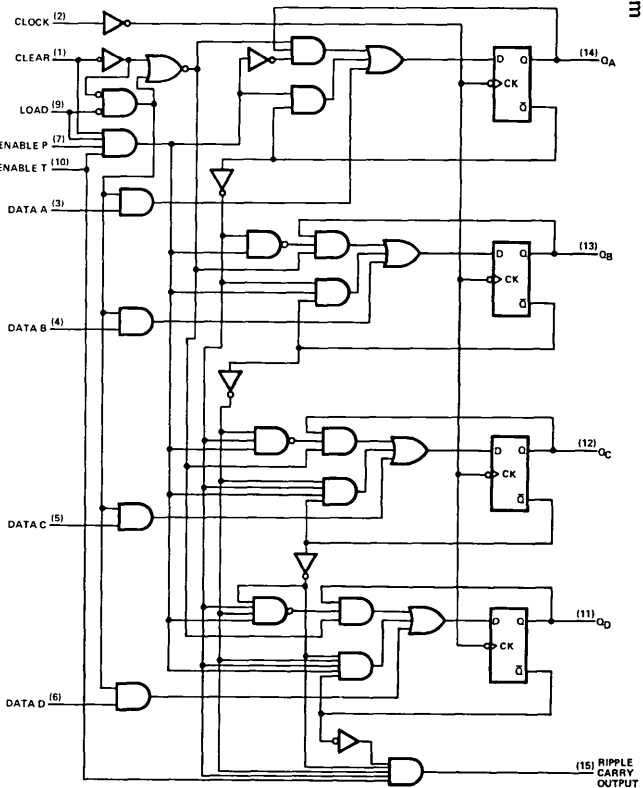 m
CLOCK (2)
CLEAR (1)
LOAD (9)
ENABLE P (7)
ENABLE T (10)
DATA A (3)
DATA B (4)
DATA C (5)
DATA D (6)
D Q
CK
Q̅
(14) QA
D Q
CK
Q̅
(13) QB
D Q
CK
Q̅
(12) QC
D Q
CK
Q̅
(11) QD
(15) RIPPLE
CARRY
OUTPUT